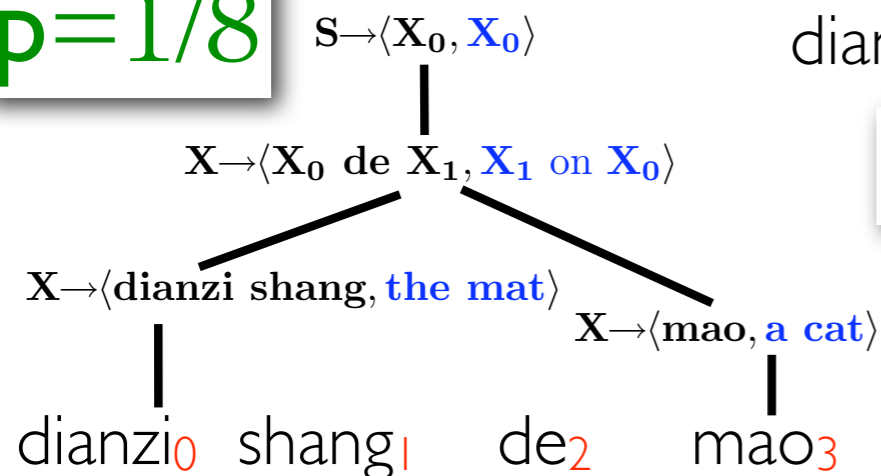 p=1/8
S→⟨X₀, X₀⟩
X→⟨X₀ de X₁, X₁ on X₀⟩
X→⟨dianzi shang, the mat⟩
X→⟨mao, a cat⟩
dianzi₀ shang₁ de₂ mao₃